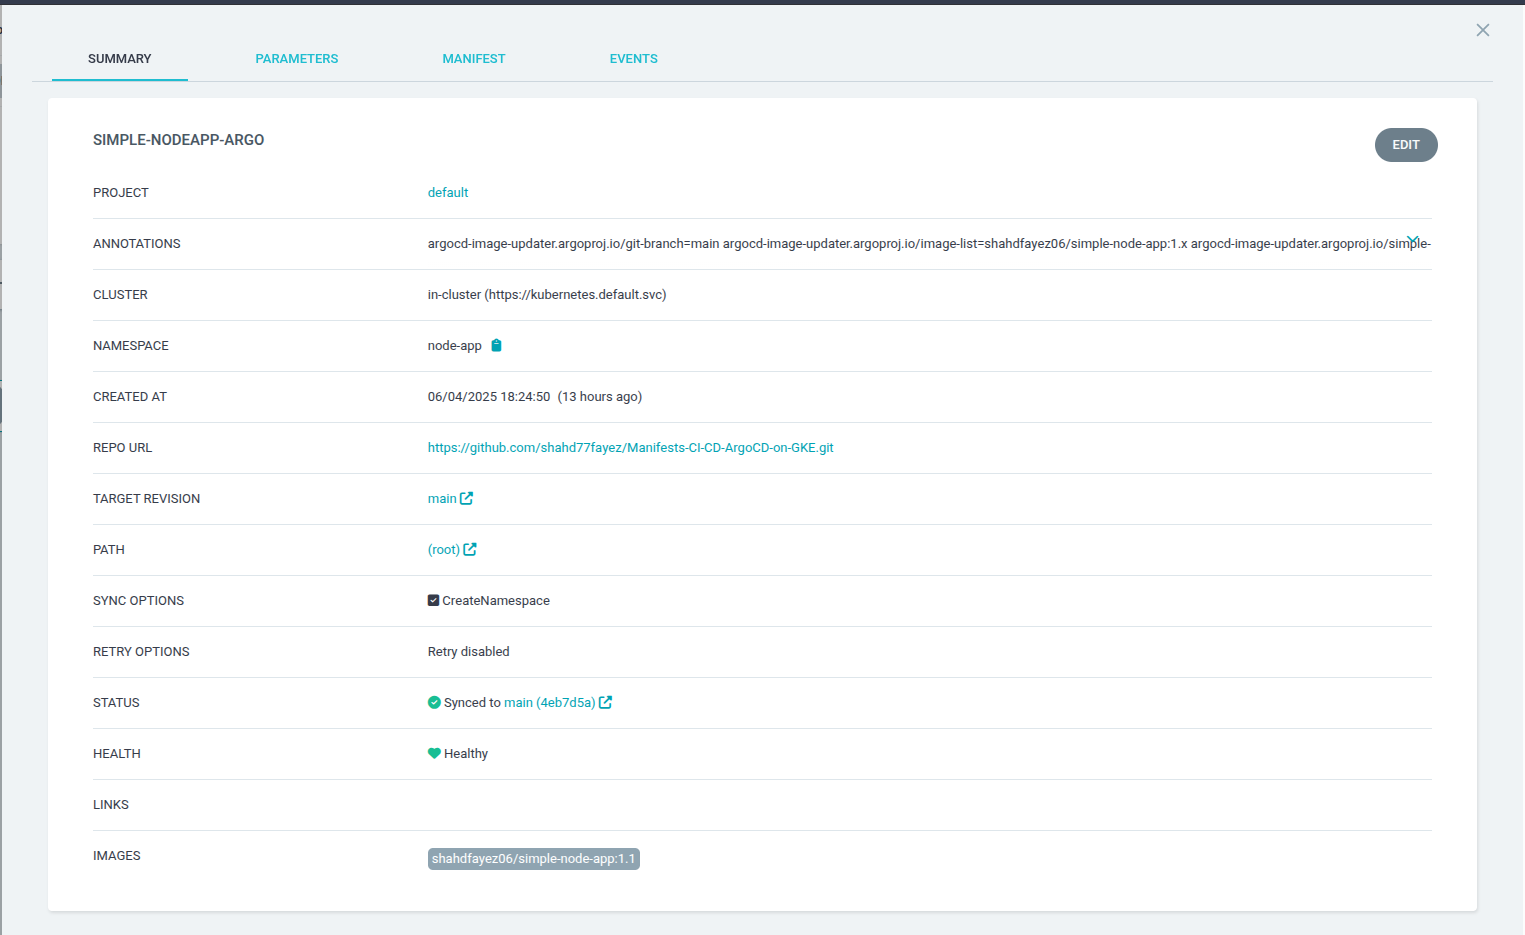 SUMMARY PARAMETERS MANIFEST EVENTS
SIMPLE-NODEAPP-ARGO
EDIT
PROJECT default
ANNOTATIONS argocd-image-updater.argoproj.io/git-branch=main argocd-image-updater.argoproj.io/image-list=shahdfayez06/simple-node-app:1.x argocd-image-updater.argoproj.io/simple-
CLUSTER in-cluster (https://kubernetes.default.svc)
NAMESPACE node-app
CREATED AT 06/04/2025 18:24:50 (13 hours ago)
REPO URL https://github.com/shahd77fayez/Manifests-CI-CD-ArgoCD-on-GKE.git
TARGET REVISION main
PATH (root)
SYNC OPTIONS CreateNamespace
RETRY OPTIONS Retry disabled
STATUS Synced to main (4eb7d5a)
HEALTH Healthy
LINKS
IMAGES shahdfayez06/simple-node-app:1.1